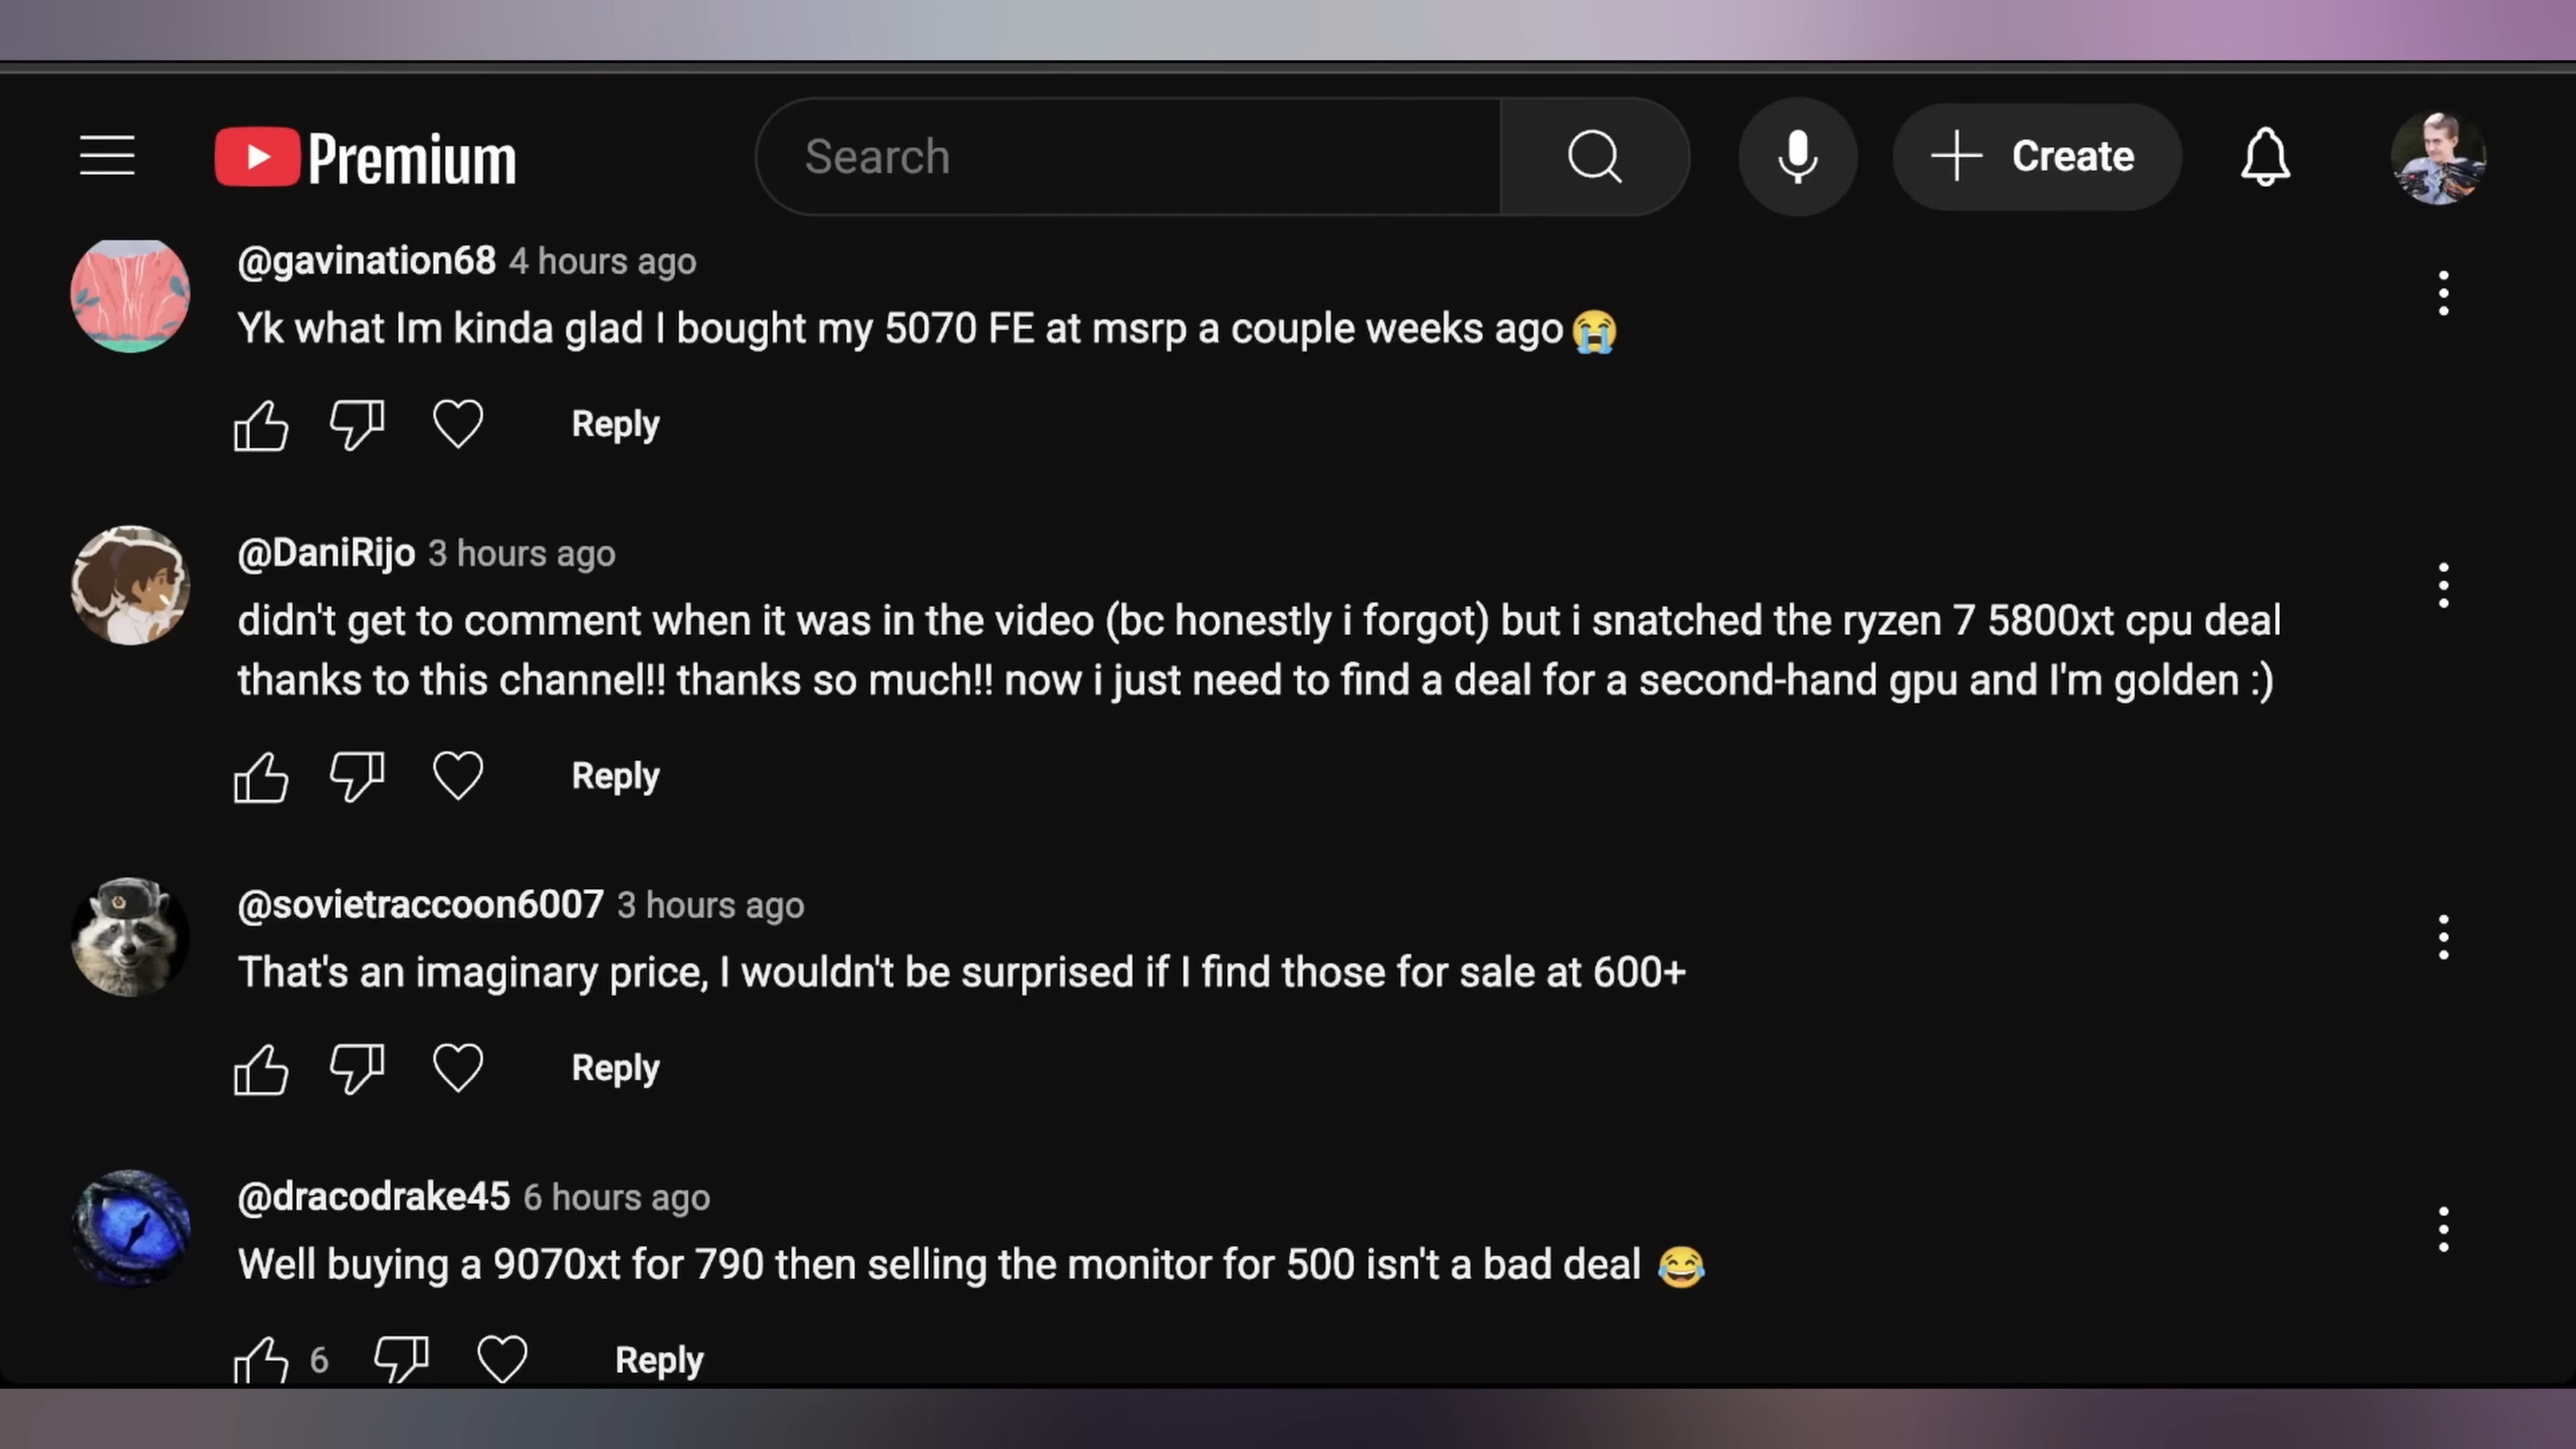 Premium
Search
Create
@gavination68 4 hours ago
Yk what Im kinda glad I bought my 5070 FE at msrp a couple weeks ago😭
Reply
@DaniRijo 3 hours ago
didn't get to comment when it was in the video (bc honestly i forgot) but i snatched the ryzen 7 5800xt cpu deal
thanks to this channel!! thanks so much!! now i just need to find a deal for a second-hand gpu and I'm golden :)
Reply
@sovietraccoon6007 3 hours ago
That's an imaginary price, I wouldn't be surprised if I find those for sale at 600+
Reply
@dracodrake45 6 hours ago
Well buying a 9070xt for 790 then selling the monitor for 500 isn't a bad deal 😂
6 Reply